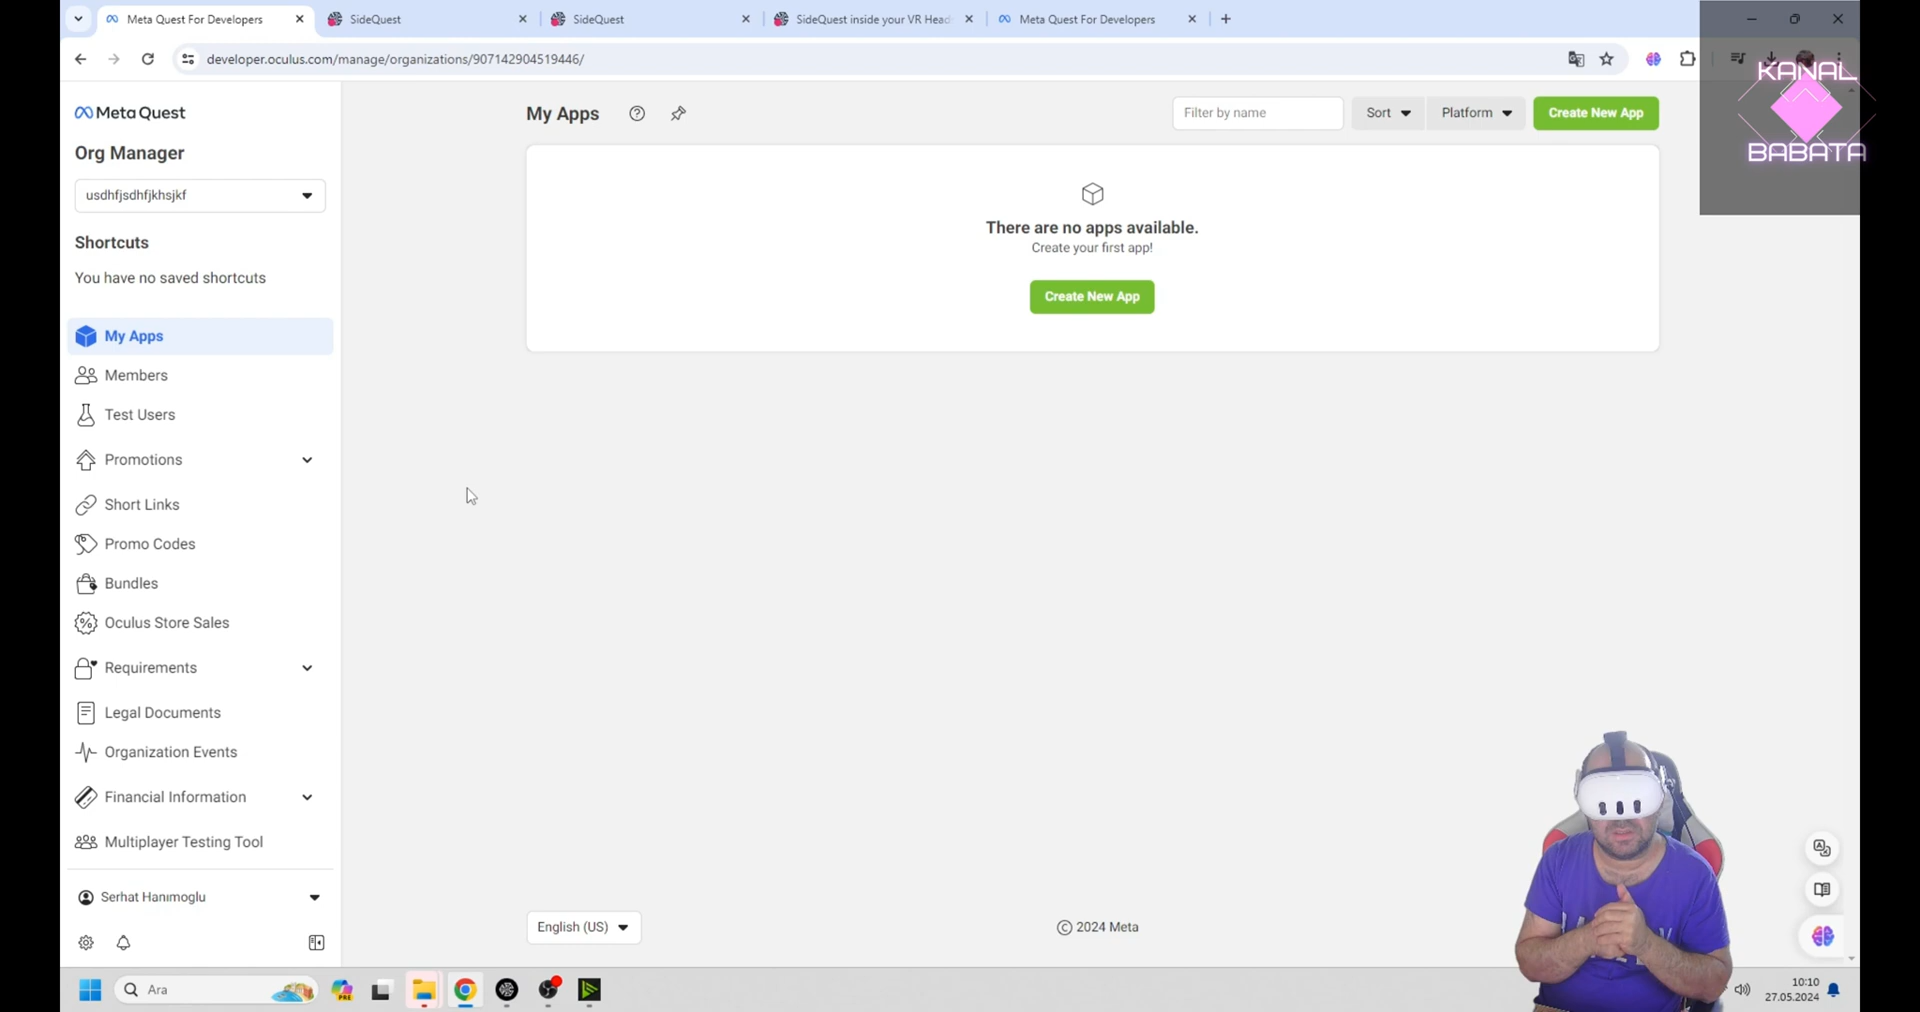 Meta Quest For Developers
SideQuest
SideQuest
SideQuest inside your VR Head
Meta Quest For Developers
developer.oculus.com/manage/organizations/907142904519446/
KANAL
BABATA
Meta Quest
Org Manager
usdhfjsdhfjkhsjkf
Shortcuts
You have no saved shortcuts
My Apps
Members
Test Users
Promotions
Short Links
Promo Codes
Bundles
Oculus Store Sales
Requirements
Legal Documents
Organization Events
Financial Information
Multiplayer Testing Tool
Serhat Hanımoglu
My Apps
Filter by name
Sort
Platform
Create New App
There are no apps available.
Create your first app!
Create New App
English (US)
© 2024 Meta
Ara
PRE
10:10
27.05.2024